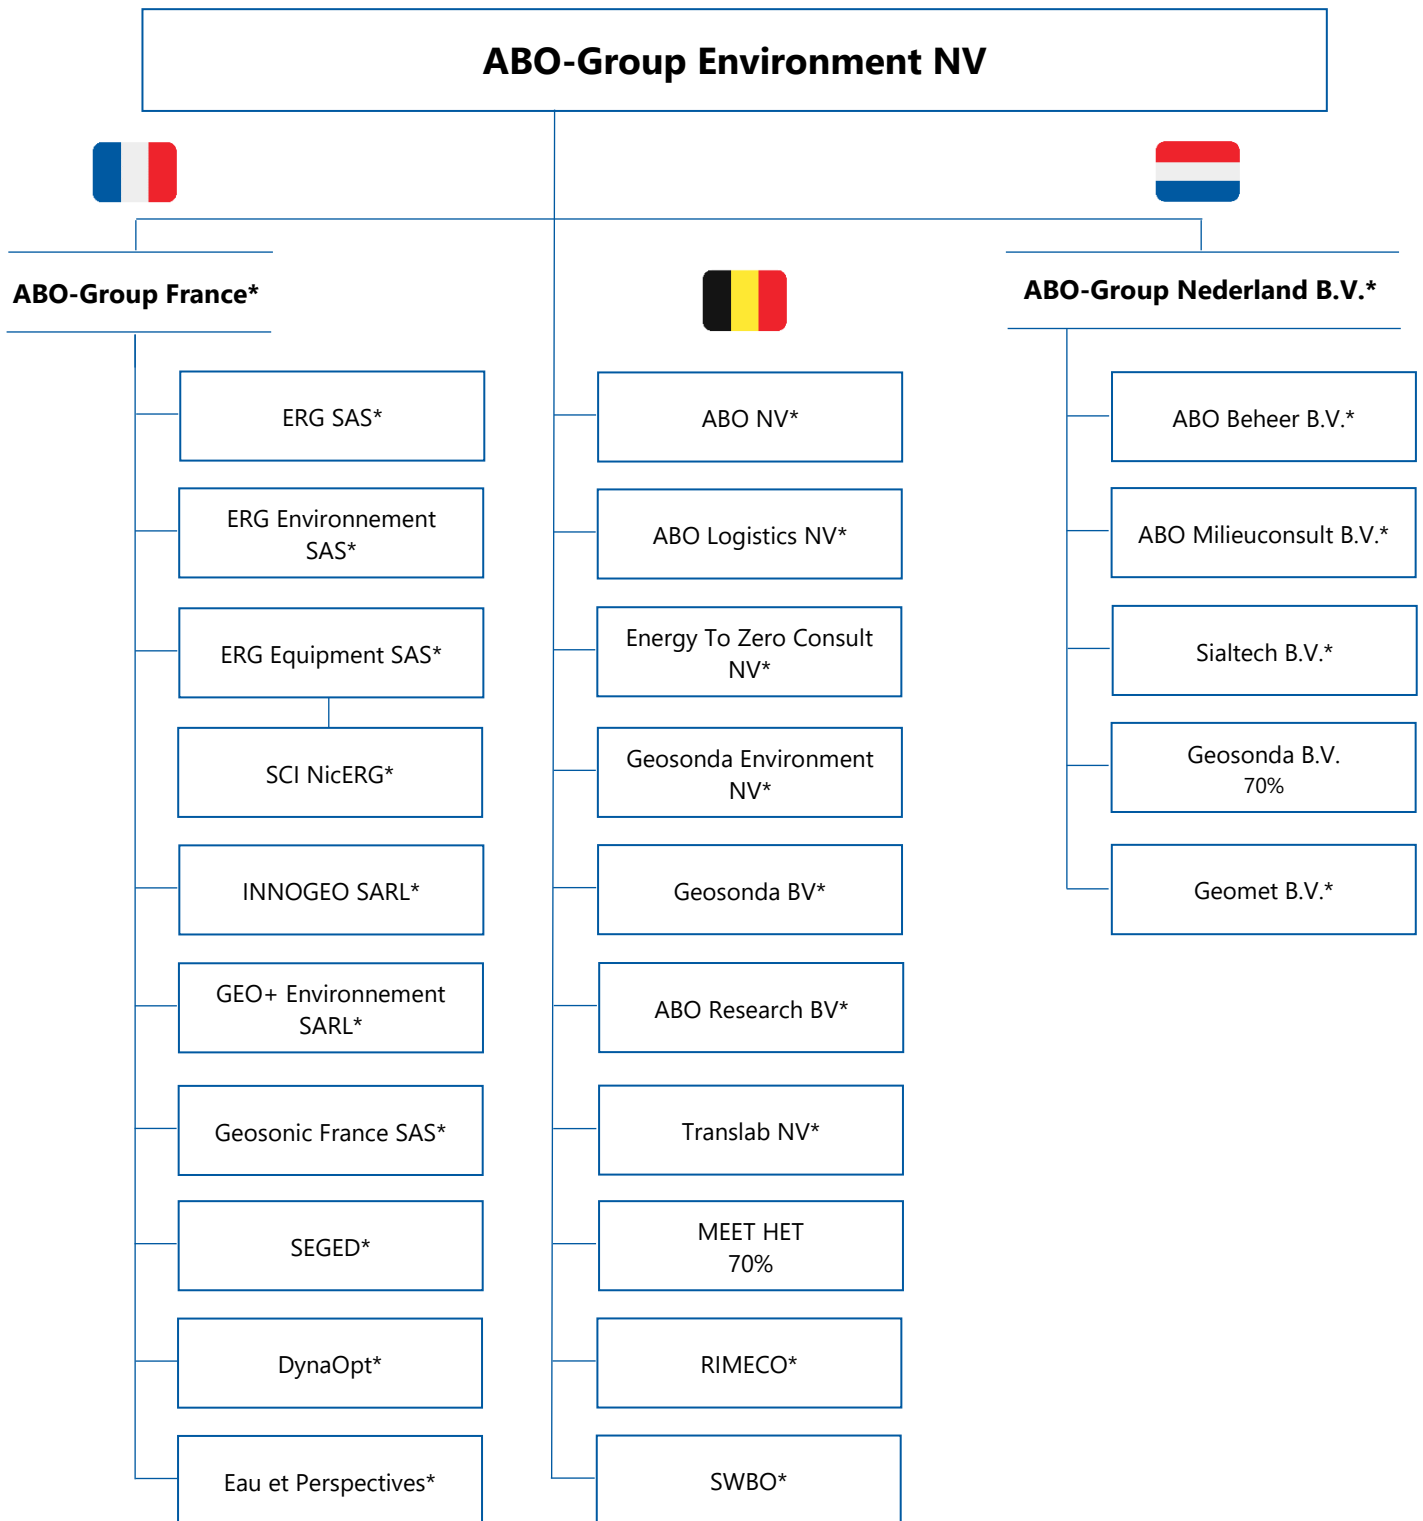 ABO-Group Environment NV
ABO-Group France*
ERG SAS*
ERG Environnement
SAS*
ERG Equipment SAS*
SCI NicERG*
INNOGEO SARL*
GEO+ Environnement
SARL*
Geosonic France SAS*
SEGED*
DynaOpt*
Eau et Perspectives*
ABO NV*
ABO Logistics NV*
Energy To Zero Consult
NV*
Geosonda Environment
NV*
Geosonda BV*
ABO Research BV*
Translab NV*
MEET HET
70%
RIMECO*
SWBO*
ABO-Group Nederland B.V.*
ABO Beheer B.V.*
ABO Milieuconsult B.V.*
Sialtech B.V.*
Geosonda B.V.
70%
Geomet B.V.*